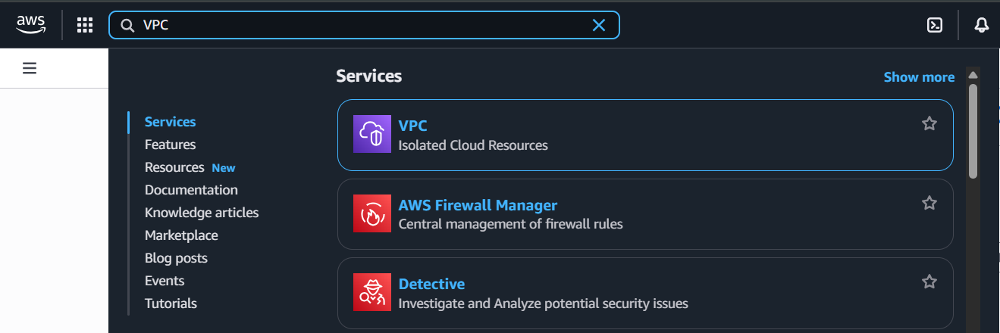 aws
VPC
Services
Show more
Services
Features
Resources New
Documentation
Knowledge articles
Marketplace
Blog posts
Events
Tutorials
VPC
Isolated Cloud Resources
AWS Firewall Manager
Central management of firewall rules
Detective
Investigate and Analyze potential security issues